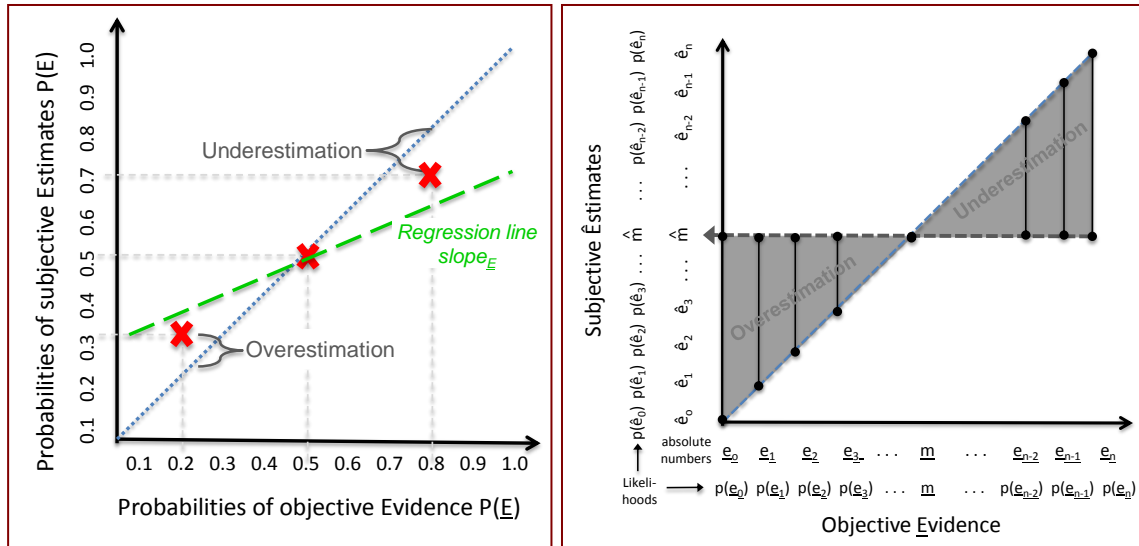 Probabilities of subjective Estimates P(E)
1.0
0.9
0.8
0.7
0.6
0.5
0.4
0.3
0.2
0.1
Underestimation
Regression line
slopeE
Overestimation
0.1 0.2 0.3 0.4 0.5 0.6 0.7 0.8 0.9 1.0
Probabilities of objective Evidence P(E)
Subjective Êstimates
p(ê0) p(ê1) p(ê2) p(ê3) ... m̂ ... p(ên-2) p(ên-1) p(ên)
êo ê1 ê2 ê3 ... m̂ ... ên-2 ên-1 ên
Underestimation
Overestimation
absolute
numbers
eo e1 e2 e3 ... m ... en-2 en-1 en
Likeli-
hoods
p(e0) p(e1) p(e2) p(e3) ... m ... p(en-2) p(en-1) p(en)
Objective Evidence